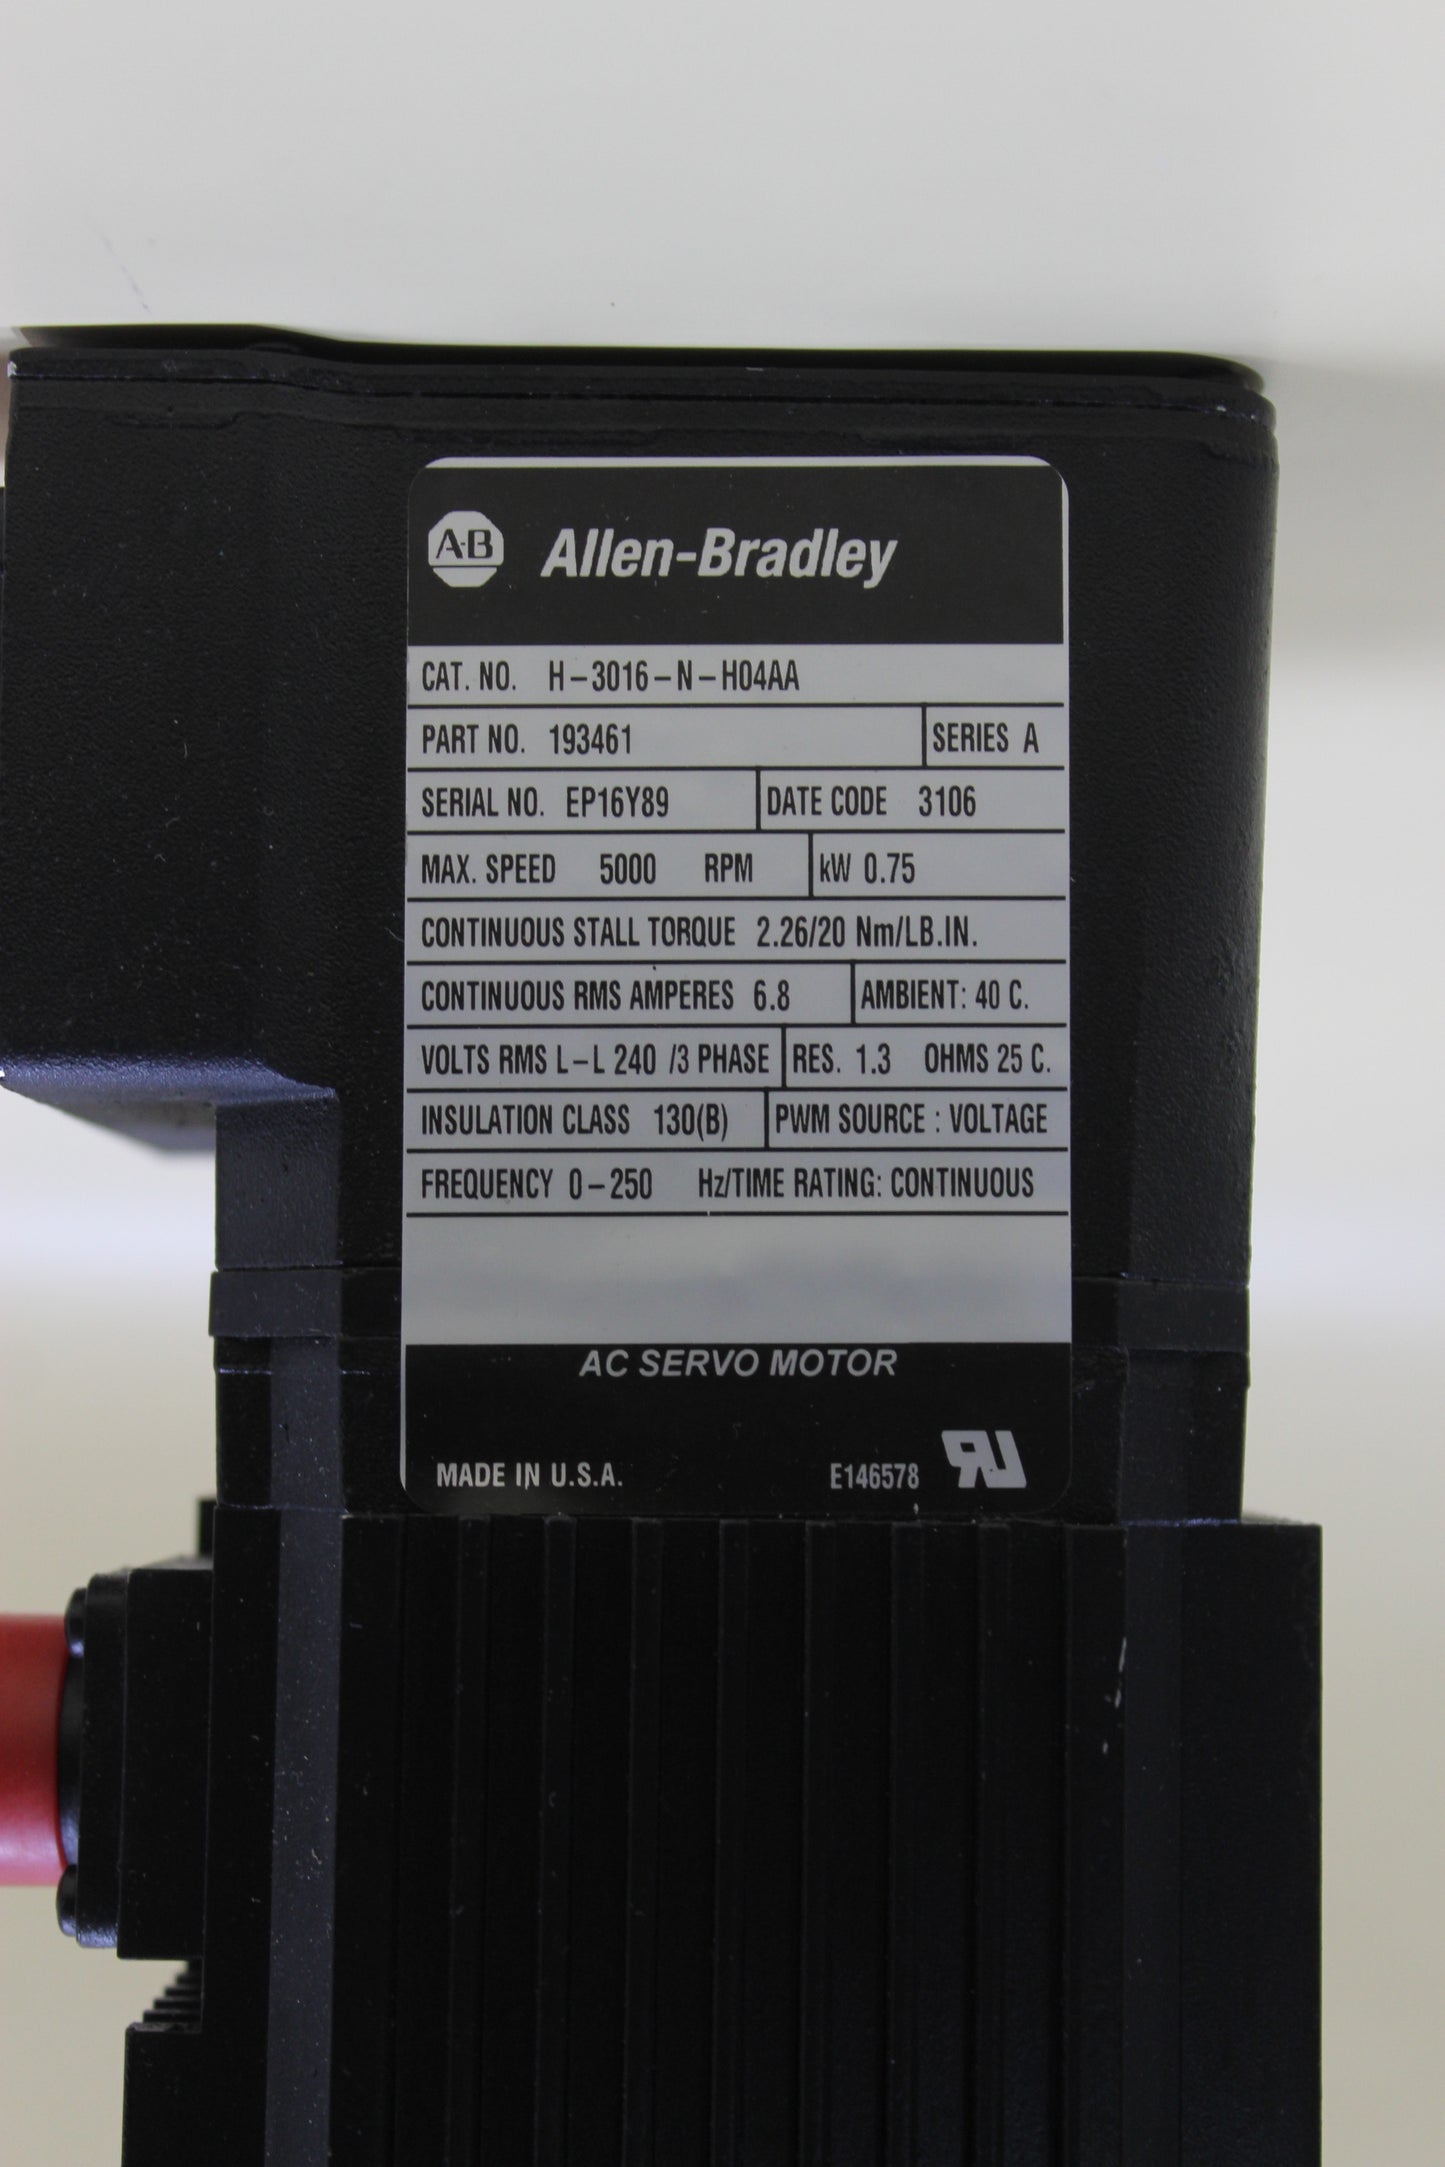 A-B Allen-Bradley
CAT. NO. H-3016-N-H04AA
PART NO. 193461 SERIES A
SERIAL NO. EP16Y89 DATE CODE 3106
MAX. SPEED 5000 RPM kW 0.75
CONTINUOUS STALL TORQUE 2.26/20 Nm/LB.IN.
CONTINUOUS RMS AMPERES 6.8 AMBIENT: 40 C.
VOLTS RMS L-L 240 /3 PHASE RES. 1.3 OHMS 25 C.
INSULATION CLASS 130(B) PWM SOURCE : VOLTAGE
FREQUENCY 0-250 Hz/TIME RATING: CONTINUOUS
AC SERVO MOTOR
MADE IN U.S.A. E146578 RU